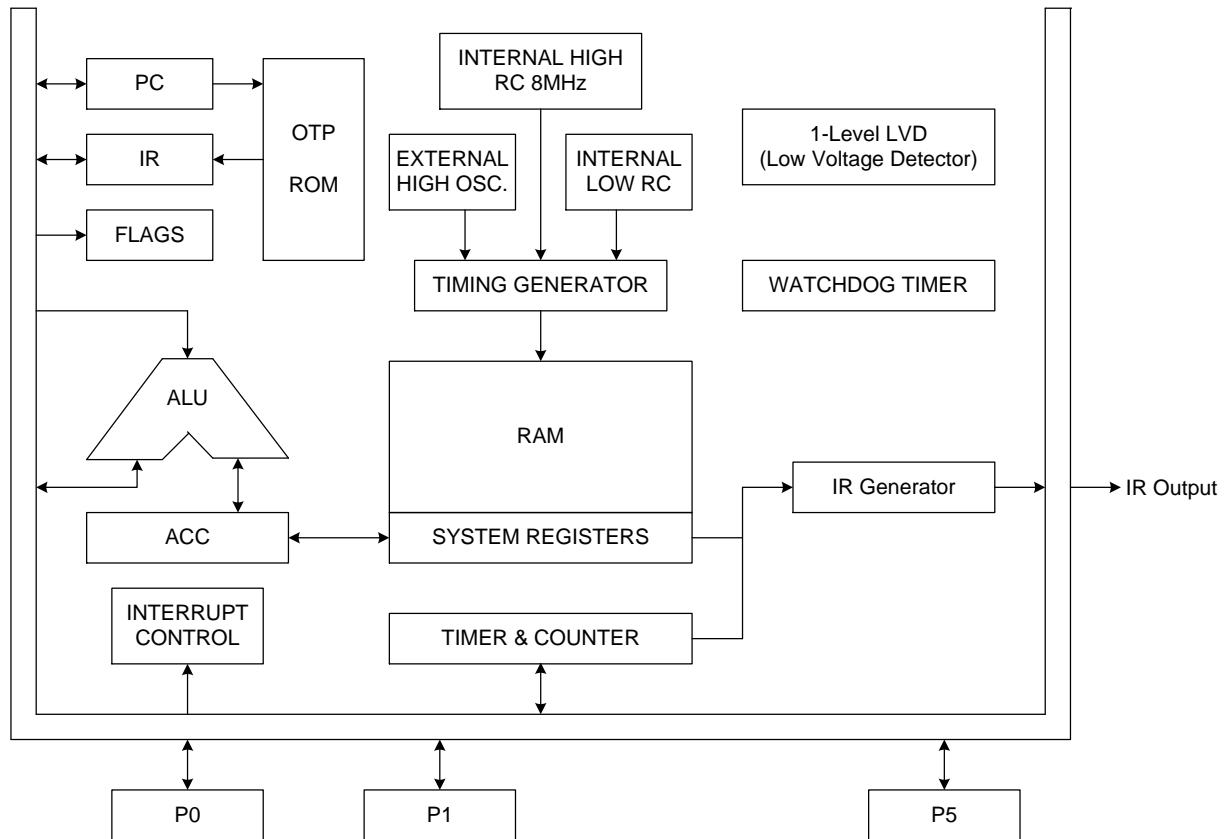 PC
IR
FLAGS
OTP
ROM
INTERNAL HIGH
RC 8MHz
EXTERNAL
HIGH OSC.
INTERNAL
LOW RC
1-Level LVD
(Low Voltage Detector)
TIMING GENERATOR
WATCHDOG TIMER
ALU
RAM
IR Generator
IR Output
ACC
SYSTEM REGISTERS
INTERRUPT
CONTROL
TIMER & COUNTER
P0
P1
P5